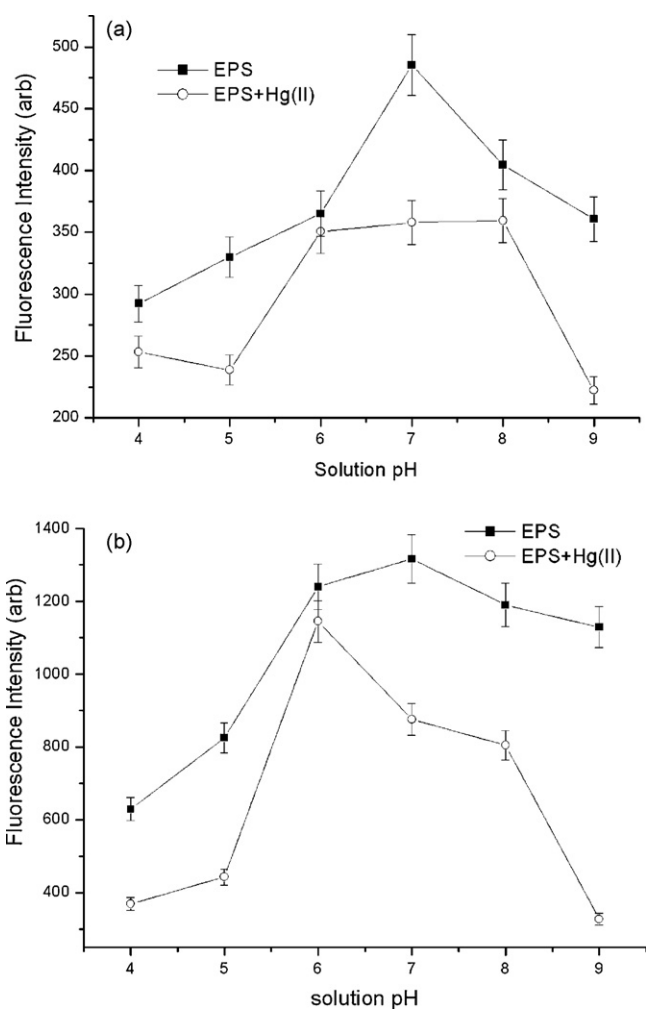 (a)
EPS
EPS+Hg(II)
Fluorescence Intensity (arb)
500
450
400
350
300
250
200
4 5 6 7 8 9
Solution pH
(b)
EPS
EPS+Hg(II)
Fluorescence Intensity (arb)
1400
1200
1000
800
600
400
4 5 6 7 8 9
solution pH